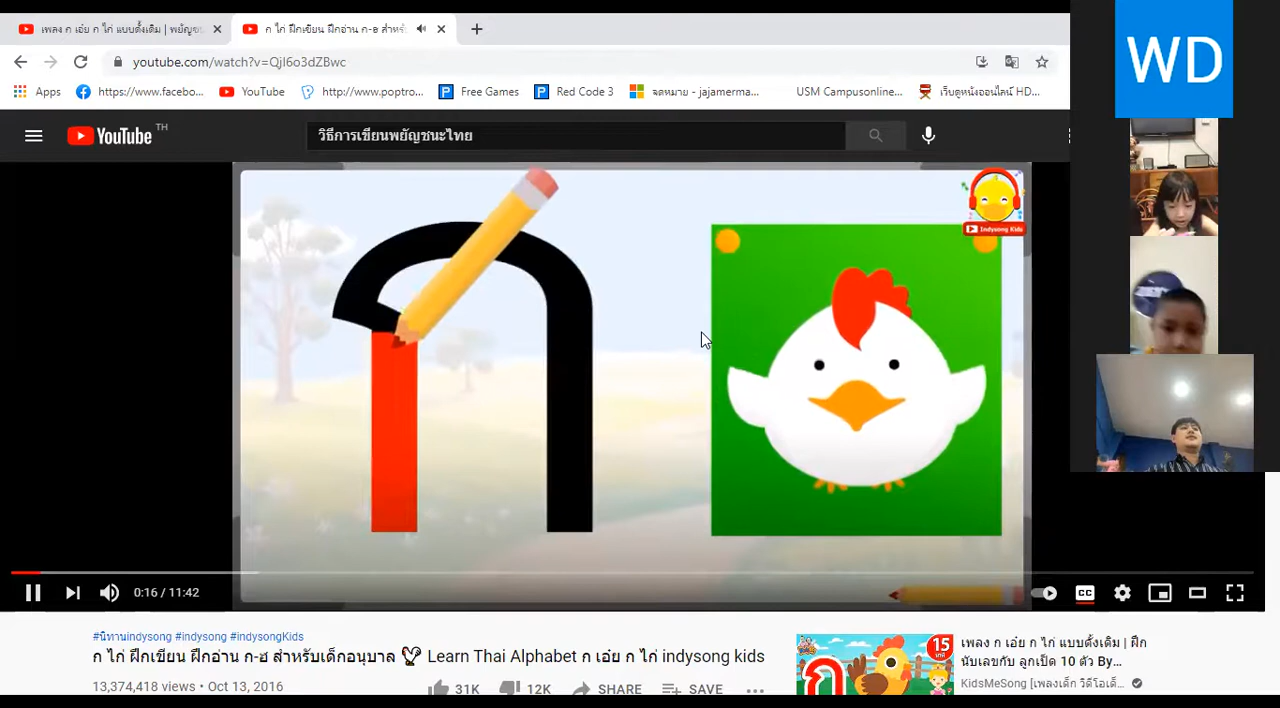 เพลง ก เอ๋ย ก ไก่ แบบดั้งเดิม | พยัญชน
ก ไก่ ฝึกเขียน ฝึกอ่าน ก-ฮ สำหรั
WD
youtube.com/watch?v=QjI6o3dZBwc
Apps
https://www.facebo...
YouTube
http://www.poptro...
Free Games
Red Code 3
จดหมาย - jajamerma...
USM Campusonline...
เว็บดูหนังออนไลน์ HD...
YouTube TH
วิธีการเขียนพยัญชนะไทย
Indysong Kids
ก
0:16 / 11:42
CC
#นิทานindysong #indysong #indysongKids
ก ไก่ ฝึกเขียน ฝึกอ่าน ก-ฮ สำหรับเด็กอนุบาล 🐓 Learn Thai Alphabet ก เอ๋ย ก ไก่ indysong kids
13,374,418 views • Oct 13, 2016
31K
12K
SHARE
SAVE
ก
15
เพลง ก เอ๋ย ก ไก่ แบบดั้งเดิม | ฝึก
นับเลขกับ ลูกเป็ด 10 ตัว By...
KidsMeSong [เพลงเด็ก วิดีโอเด็...